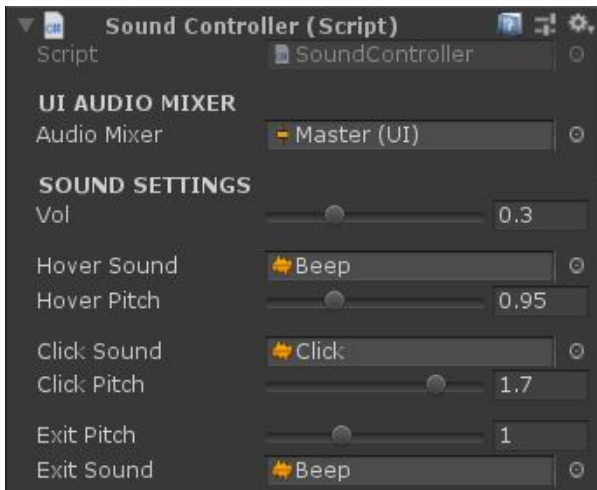 Sound Controller (Script)
Script SoundController
UI AUDIO MIXER
Audio Mixer Master (UI)
SOUND SETTINGS
Vol 0.3
Hover Sound Beep
Hover Pitch 0.95
Click Sound Click
Click Pitch 1.7
Exit Pitch 1
Exit Sound Beep